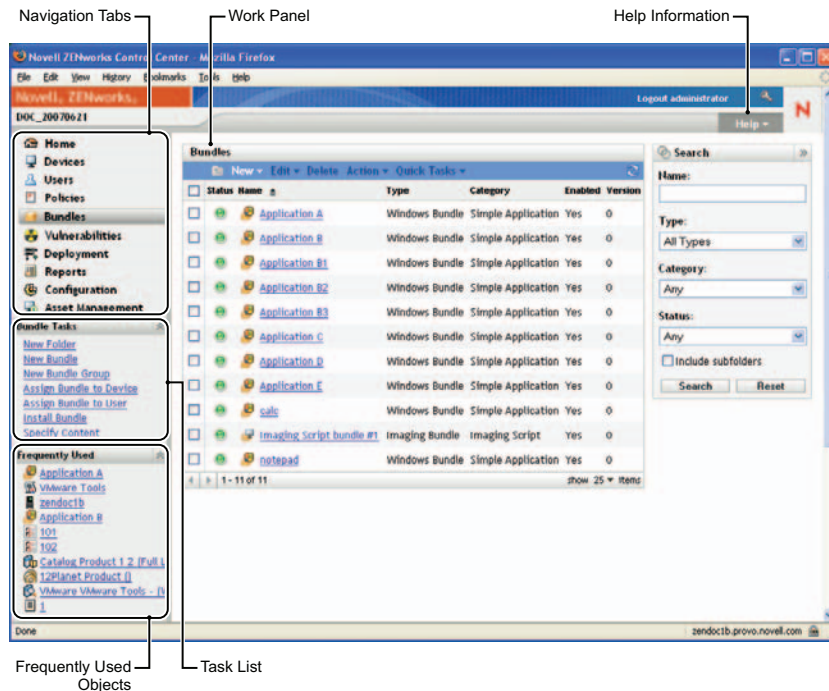 Navigation Tabs
Work Panel
Help Information
Novell ZENworks Control Center - Mozilla Firefox
File Edit View History Bookmarks Tools Help
Novell. ZENworks.
Logout administrator
N
DOC_20070621
Help
Home
Devices
Users
Policies
Bundles
Vulnerabilities
Deployment
Reports
Configuration
Asset Management
Bundle Tasks
New Folder
New Bundle
New Bundle Group
Assign Bundle to Device
Assign Bundle to User
Install Bundle
Specify Content
Frequently Used
Application A
VMware Tools
zendoc1b
Application B
101
102
Catalog Product 1 2 [Full L
12Planet Product []
VMware VMware Tools - [V
1
Bundles
New Edit Delete Action Quick Tasks
Status Name Type Category Enabled Version
Application A Windows Bundle Simple Application Yes 0
Application B Windows Bundle Simple Application Yes 0
Application B1 Windows Bundle Simple Application Yes 0
Application B2 Windows Bundle Simple Application Yes 0
Application B3 Windows Bundle Simple Application Yes 0
Application C Windows Bundle Simple Application Yes 0
Application D Windows Bundle Simple Application Yes 0
Application E Windows Bundle Simple Application Yes 0
calc Windows Bundle Simple Application Yes 0
Imaging Script bundle #1 Imaging Bundle Imaging Script Yes 0
notepad Windows Bundle Simple Application Yes 0
1 - 11 of 11 show 25 items
Search »
Name:
Type:
All Types
Category:
Any
Status:
Any
Include subfolders
Search Reset
Done
zendoc1b.provo.novell.com
Frequently Used
Objects
Task List